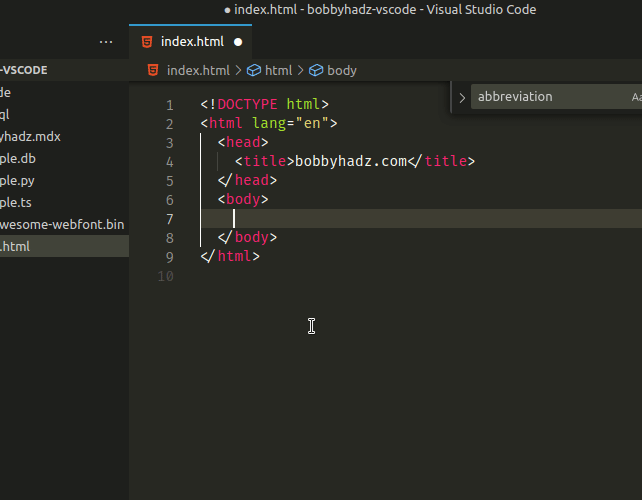 ● index.html - bobbyhadz-vscode - Visual Studio Code
··· index.html ●
-VSCODE
index.html > html > body
de
ql
yhadz.mdx
ple.db
ple.py
ple.ts
wesome-webfont.bin
.html
abbreviation Aa
1 <!DOCTYPE html>
2 <html lang="en">
3 <head>
4 <title>bobbyhadz.com</title>
5 </head>
6 <body>
7
8 </body>
9 </html>
10